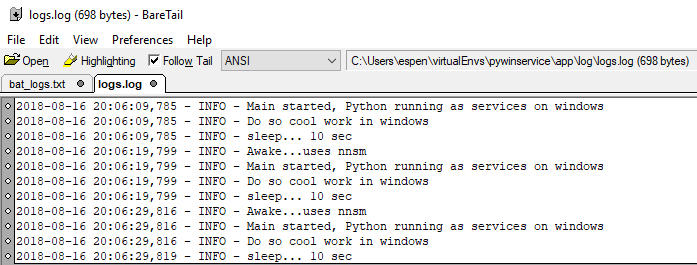 logs.log (698 bytes) - BareTail
File Edit View Preferences Help
Open Highlighting Follow Tail ANSI C:\Users\espen\virtualEnvs\pywinservice\app\log\logs.log (698 bytes)
bat_logs.txt logs.log
2018-08-16 20:06:09,785 - INFO - Main started, Python running as services on windows
2018-08-16 20:06:09,785 - INFO - Do so cool work in windows
2018-08-16 20:06:09,785 - INFO - sleep... 10 sec
2018-08-16 20:06:19,799 - INFO - Awake...uses nnsm
2018-08-16 20:06:19,799 - INFO - Main started, Python running as services on windows
2018-08-16 20:06:19,799 - INFO - Do so cool work in windows
2018-08-16 20:06:19,799 - INFO - sleep... 10 sec
2018-08-16 20:06:29,816 - INFO - Awake...uses nnsm
2018-08-16 20:06:29,816 - INFO - Main started, Python running as services on windows
2018-08-16 20:06:29,816 - INFO - Do so cool work in windows
2018-08-16 20:06:29,819 - INFO - sleep... 10 sec